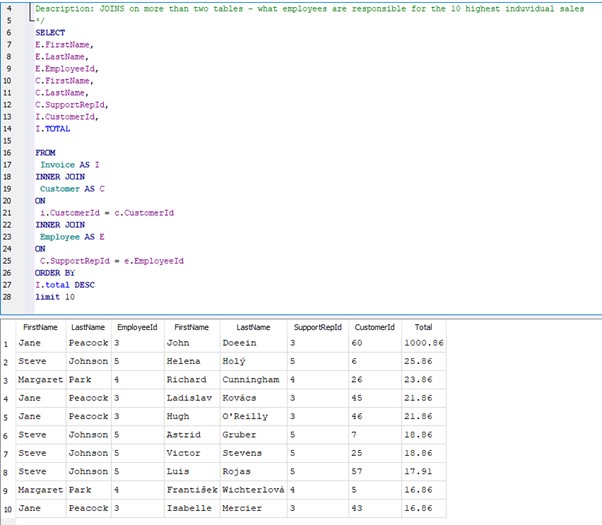 4 Description: JOINS on more than two tables - what employees are responsible for the 10 highest induvidual sales
5 */
6 SELECT
7 E.FirstName,
8 E.LastName,
9 E.EmployeeId,
10 C.FirstName,
11 C.LastName,
12 C.SupportRepId,
13 I.CustomerId,
14 I.TOTAL
15
16 FROM
17 Invoice AS I
18 INNER JOIN
19 Customer AS C
20 ON
21 i.CustomerId = c.CustomerId
22 INNER JOIN
23 Employee AS E
24 ON
25 C.SupportRepId = e.EmployeeId
26 ORDER BY
27 I.total DESC
28 limit 10
FirstName LastName EmployeeId FirstName LastName SupportRepId CustomerId Total
1 Jane Peacock 3 John Doeein 3 60 1000.86
2 Steve Johnson 5 Helena Holý 5 6 25.86
3 Margaret Park 4 Richard Cunningham 4 26 23.86
4 Jane Peacock 3 Ladislav Kovács 3 45 21.86
5 Jane Peacock 3 Hugh O'Reilly 3 46 21.86
6 Steve Johnson 5 Astrid Gruber 5 7 18.86
7 Steve Johnson 5 Victor Stevens 5 25 18.86
8 Steve Johnson 5 Luis Rojas 5 57 17.91
9 Margaret Park 4 František Wichterlová 4 5 16.86
10 Jane Peacock 3 Isabelle Mercier 3 43 16.86